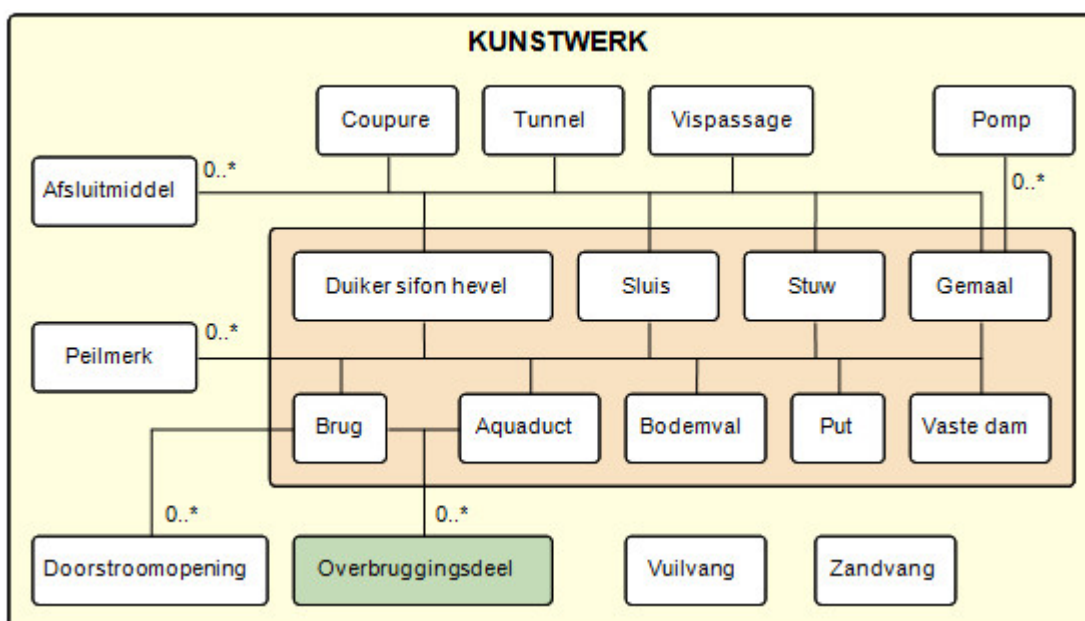 KUNSTWERK
Coupure
Tunnel
Vispassage
Pomp
Afsluitmiddel
0..*
0..*
Duiker sifon hevel
Sluis
Stuw
Gemaal
Peilmerk
0..*
Brug
Aquaduct
Bodemval
Put
Vaste dam
0..*
0..*
Doorstroomopening
Overbruggingsdeel
Vuilvang
Zandvang